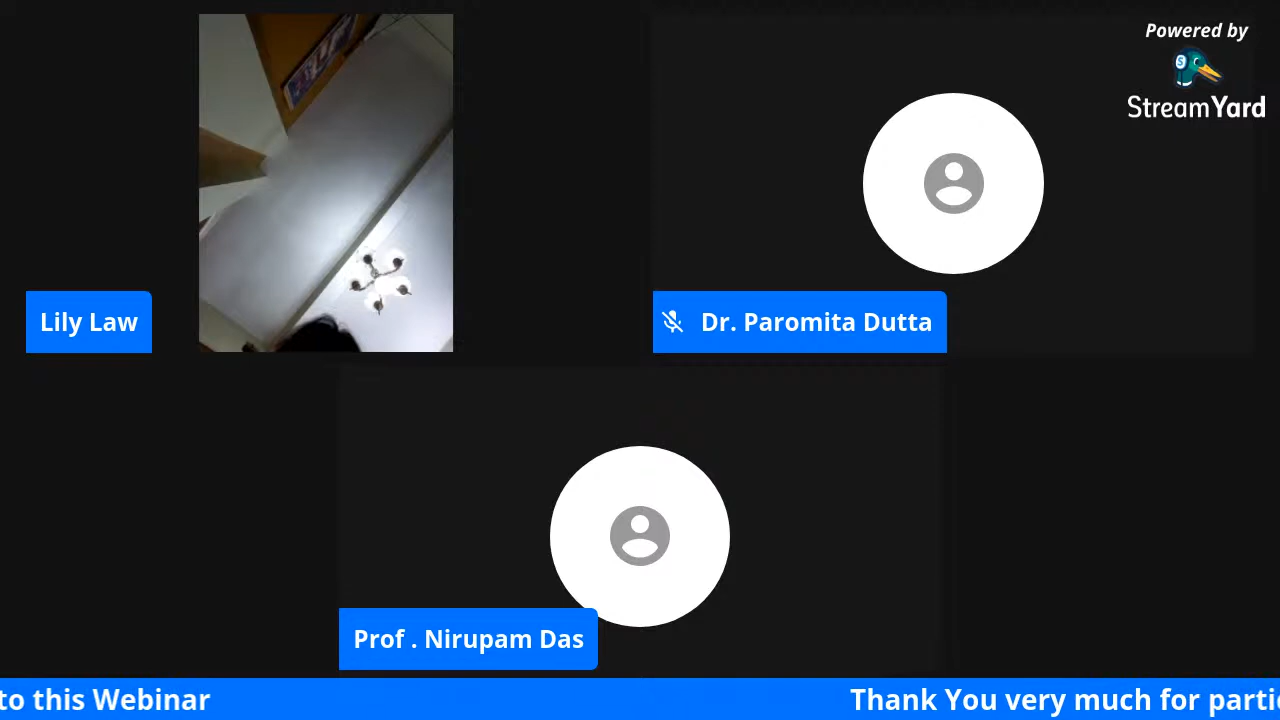 Powered by
StreamYard
Lily Law
Dr. Paromita Dutta
Prof . Nirupam Das
to this Webinar
Thank You very much for partic